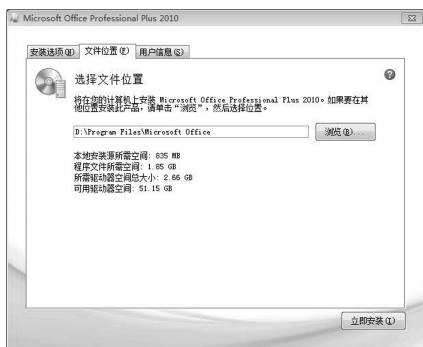 Microsoft Office Professional Plus 2010
安装选项(N) 文件位置(F) 用户信息(S)
选择文件位置
将在您的计算机上安装 Microsoft Office Professional Plus 2010。如果要在其
他位置安装此产品，请单击“浏览”，然后选择位置。
D:\Program Files\Microsoft Office
浏览(B)...
本地安装源所需空间: 835 MB
程序文件所需空间: 1.85 GB
所需驱动器空间总大小: 2.66 GB
可用驱动器空间: 51.15 GB
立即安装(I)